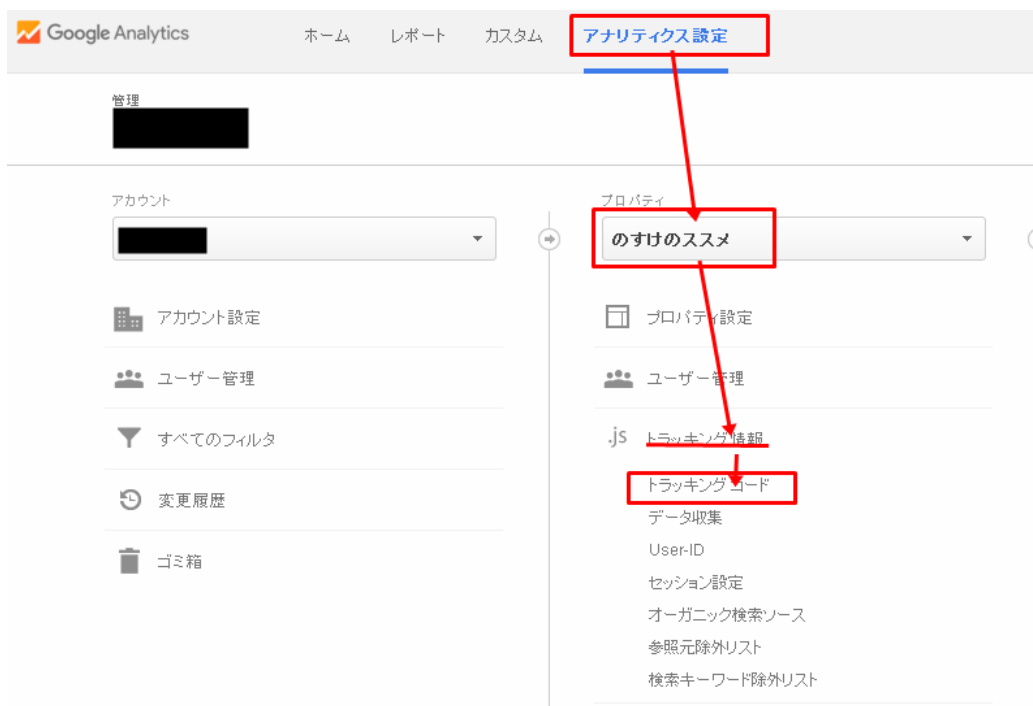 Google Analytics ホーム レポート カスタム アナリティクス設定
管理
アカウント
プロパティ
のすけのススメ
アカウント設定
ユーザー管理
すべてのフィルタ
変更履歴
ゴミ箱
プロパティ設定
ユーザー管理
.js トラッキング情報
トラッキング コード
データ収集
User-ID
セッション設定
オーガニック検索ソース
参照元除外リスト
検索キーワード除外リスト